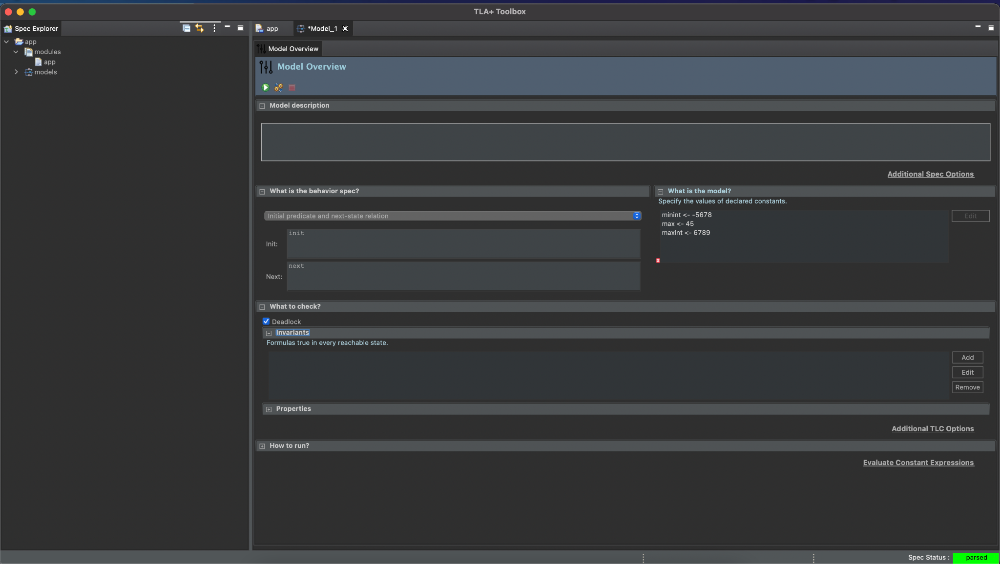 TLA+ Toolbox
Spec Explorer
app
*Model_1
app
modules
app
models
Model Overview
Model Overview
Model description
Additional Spec Options
What is the behavior spec?
Initial predicate and next-state relation
Init:
init
Next:
next
What is the model?
Specify the values of declared constants.
minint <- -5678
max <- 45
maxint <- 6789
Edit
What to check?
Deadlock
Invariants
Formulas true in every reachable state.
Add
Edit
Remove
Properties
Additional TLC Options
How to run?
Evaluate Constant Expressions
Spec Status : parsed